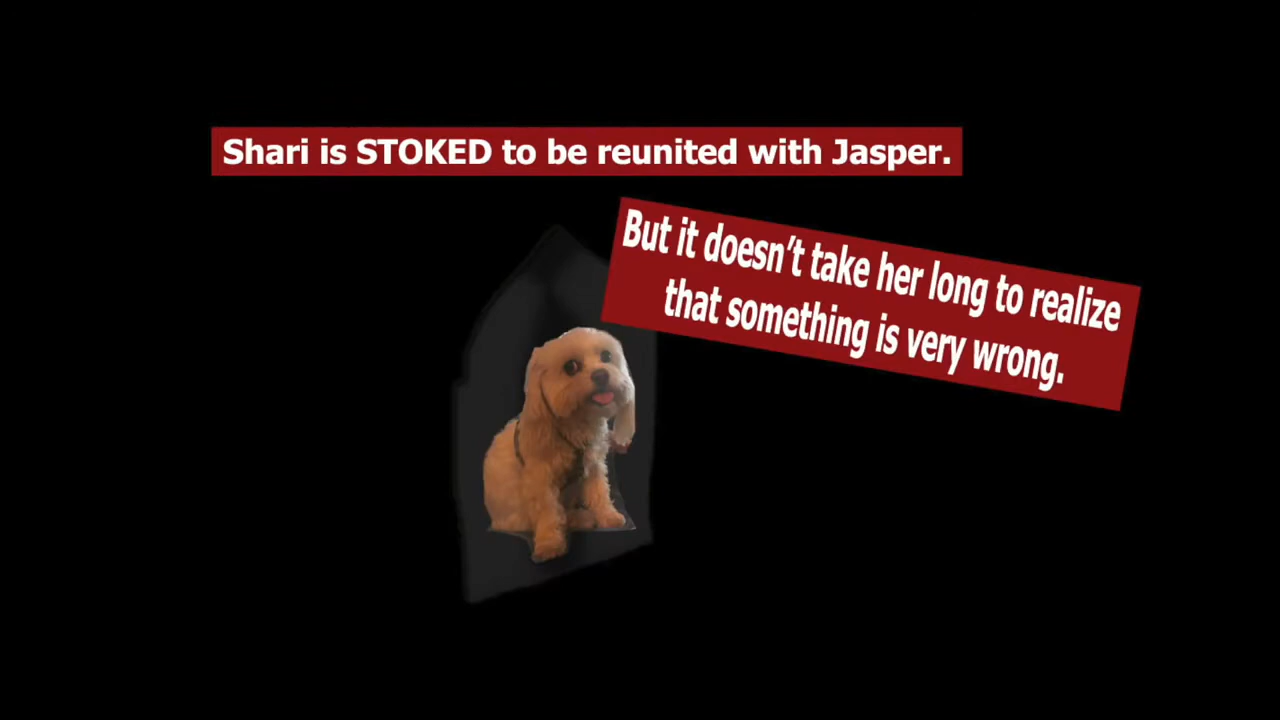 Shari is STOKED to be reunited with Jasper.
But it doesn’t take her long to realize
that something is very wrong.